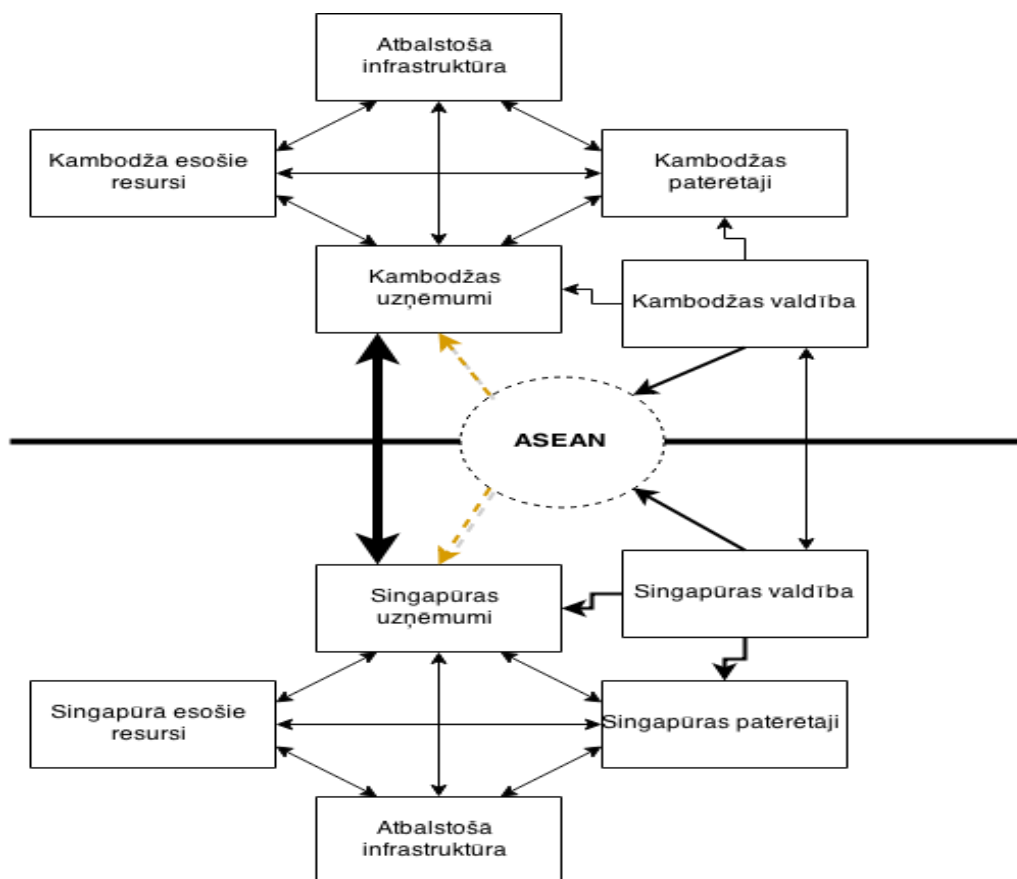 Atbalstošā
infrastruktūra
Kambodžā esošie
resursi
Kambodžas
patērētāji
Kambodžas
uzņēmumi
Kambodžas valdība
ASEAN
Singapūras
uzņēmumi
Singapūras valdība
Singapūrā esošie
resursi
Singapūras patērētāji
Atbalstošā
infrastruktūra